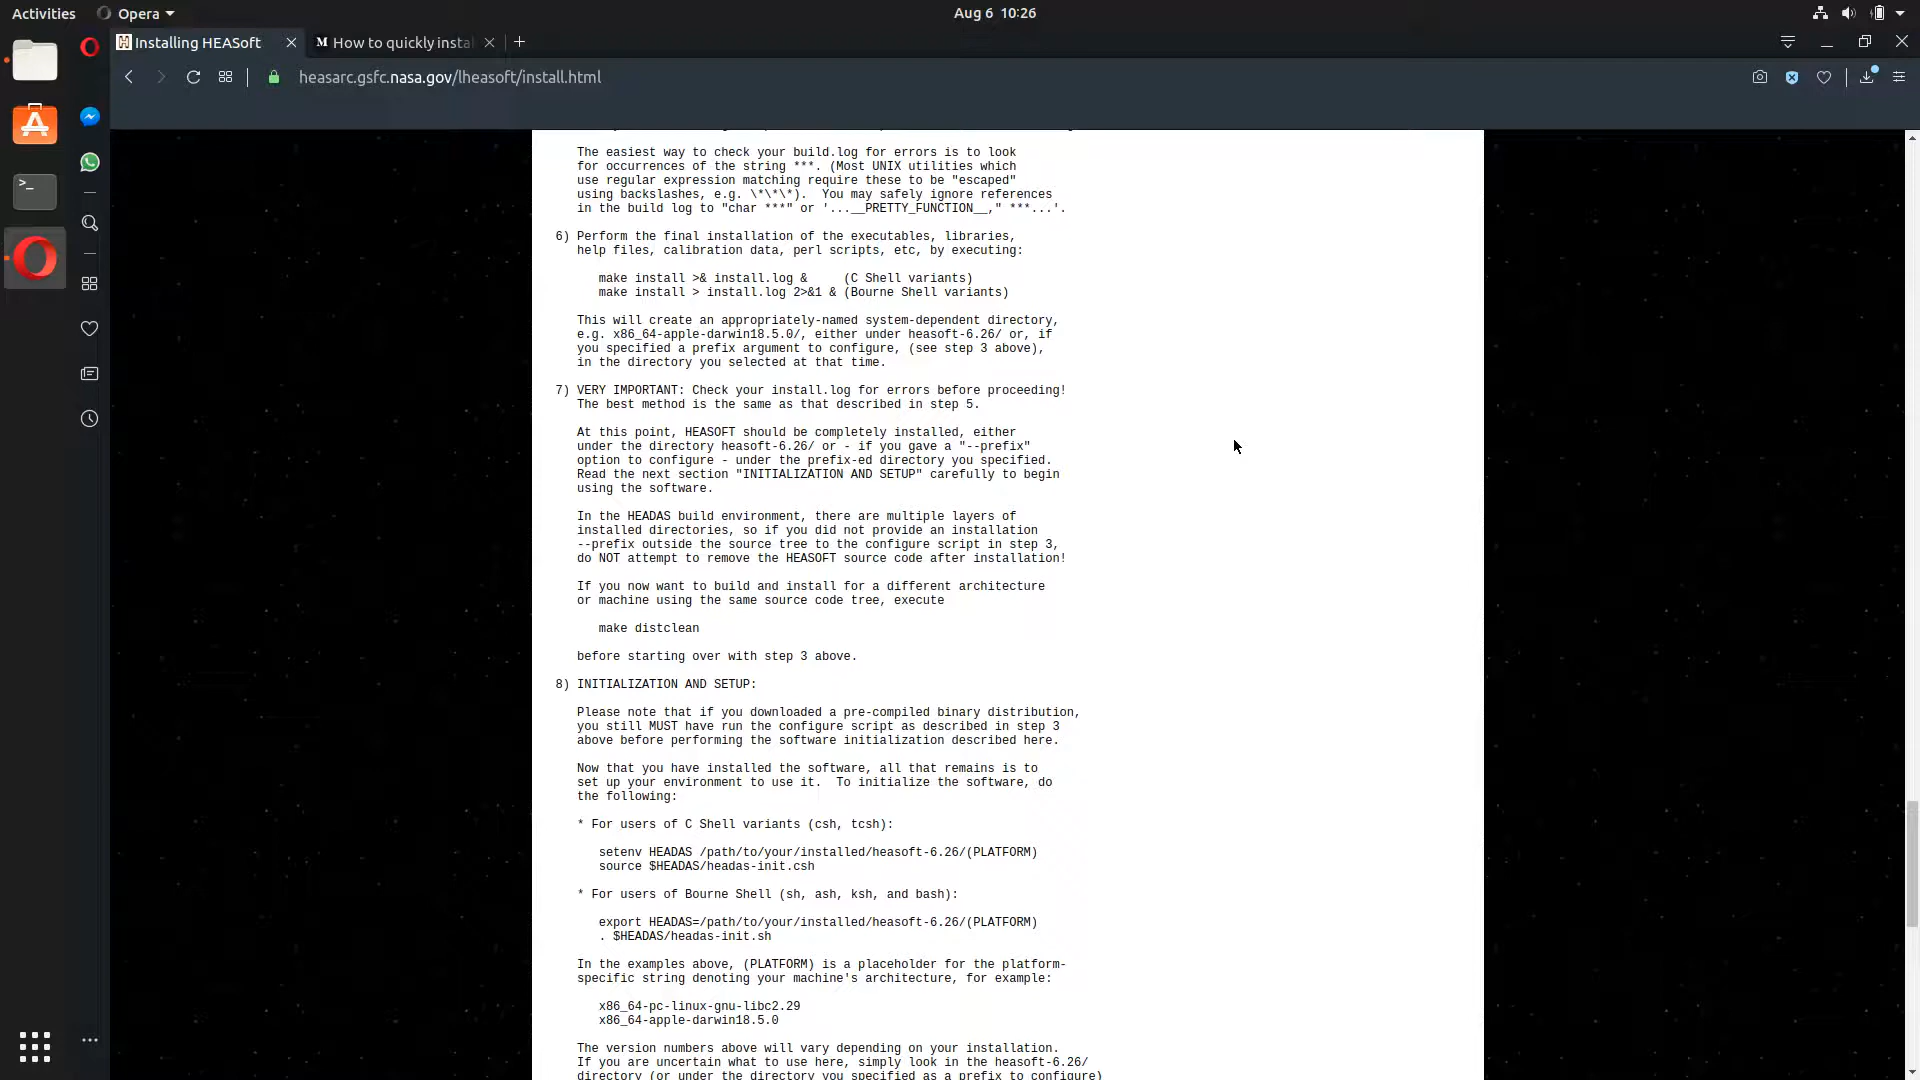 Activities
Opera
Aug 6 10:26
Installing HEASoft
M How to quickly insta
heasarc.gsfc.nasa.gov/lheasoft/install.html
The easiest way to check your build.log for errors is to look
for occurrences of the string ***. (Most UNIX utilities which
use regular expression matching require these to be "escaped"
using backslashes, e.g. \*\*\*). You may safely ignore references
in the build log to "char ***" or '...__PRETTY_FUNCTION__," ***...'.
6) Perform the final installation of the executables, libraries,
help files, calibration data, perl scripts, etc, by executing:
make install >& install.log & (C Shell variants)
make install > install.log 2>&1 & (Bourne Shell variants)
This will create an appropriately-named system-dependent directory,
e.g. x86_64-apple-darwin18.5.0/, either under heasoft-6.26/ or, if
you specified a prefix argument to configure, (see step 3 above),
in the directory you selected at that time.
7) VERY IMPORTANT: Check your install.log for errors before proceeding!
The best method is the same as that described in step 5.
At this point, HEASOFT should be completely installed, either
under the directory heasoft-6.26/ or - if you gave a "--prefix"
option to configure - under the prefix-ed directory you specified.
Read the next section "INITIALIZATION AND SETUP" carefully to begin
using the software.
In the HEADAS build environment, there are multiple layers of
installed directories, so if you did not provide an installation
--prefix outside the source tree to the configure script in step 3,
do NOT attempt to remove the HEASOFT source code after installation!
If you now want to build and install for a different architecture
or machine using the same source code tree, execute
make distclean
before starting over with step 3 above.
8) INITIALIZATION AND SETUP:
Please note that if you downloaded a pre-compiled binary distribution,
you still MUST have run the configure script as described in step 3
above before performing the software initialization described here.
Now that you have installed the software, all that remains is to
set up your environment to use it. To initialize the software, do
the following:
* For users of C Shell variants (csh, tcsh):
setenv HEADAS /path/to/your/installed/heasoft-6.26/(PLATFORM)
source $HEADAS/headas-init.csh
* For users of Bourne Shell (sh, ash, ksh, and bash):
export HEADAS=/path/to/your/installed/heasoft-6.26/(PLATFORM)
. $HEADAS/headas-init.sh
In the examples above, (PLATFORM) is a placeholder for the platform-
specific string denoting your machine's architecture, for example:
x86_64-pc-linux-gnu-libc2.29
x86_64-apple-darwin18.5.0
The version numbers above will vary depending on your installation.
If you are uncertain what to use here, simply look in the heasoft-6.26/
directory (or under the directory you specified as a prefix to configure)